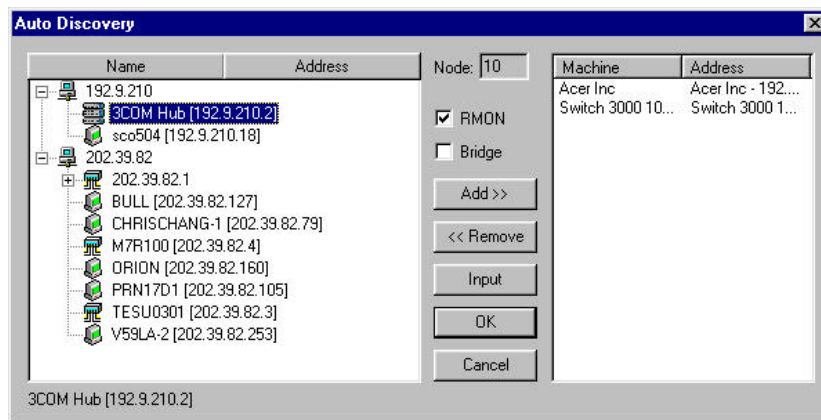 Auto Discovery
Name Address
192.9.210
3COM Hub [192.9.210.2]
sco504 [192.9.210.18]
202.39.82
202.39.82.1
BULL [202.39.82.127]
CHRISCHANG-1 [202.39.82.79]
M7R100 [202.39.82.4]
ORION [202.39.82.160]
PRN17D1 [202.39.82.105]
TESU0301 [202.39.82.3]
V59LA-2 [202.39.82.253]
Node: 10
RMON
Bridge
Add >>
<< Remove
Input
OK
Cancel
Machine Address
Acer Inc Acer Inc - 192....
Switch 3000 10... Switch 3000 1...
3COM Hub [192.9.210.2]